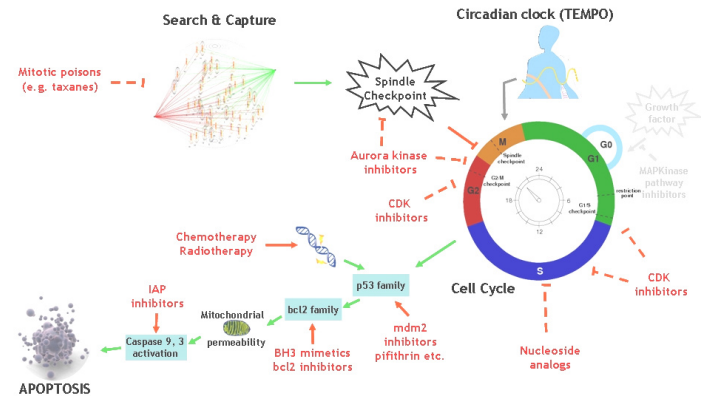 Search & Capture
Circadian clock (TEMPO)
Mitotic poisons
(e.g. taxanes)
Spindle
Checkpoint
Growth
factor
Aurora kinase
inhibitors
M
Spindle
checkpoint
G0
G1
MAPKinase
pathway
inhibitors
G2
G2-M
checkpoint
24
18
6
12
restriction
point
G1/S
checkpoint
CDK
inhibitors
S
Chemotherapy
Radiotherapy
p53 family
Cell Cycle
CDK
inhibitors
IAP
inhibitors
Mitochondrial
permeability
bcl2 family
mdm2
inhibitors
pifithrin etc.
Caspase 9, 3
activation
BH3 mimetics
bcl2 inhibitors
Nucleoside
analogs
APOPTOSIS